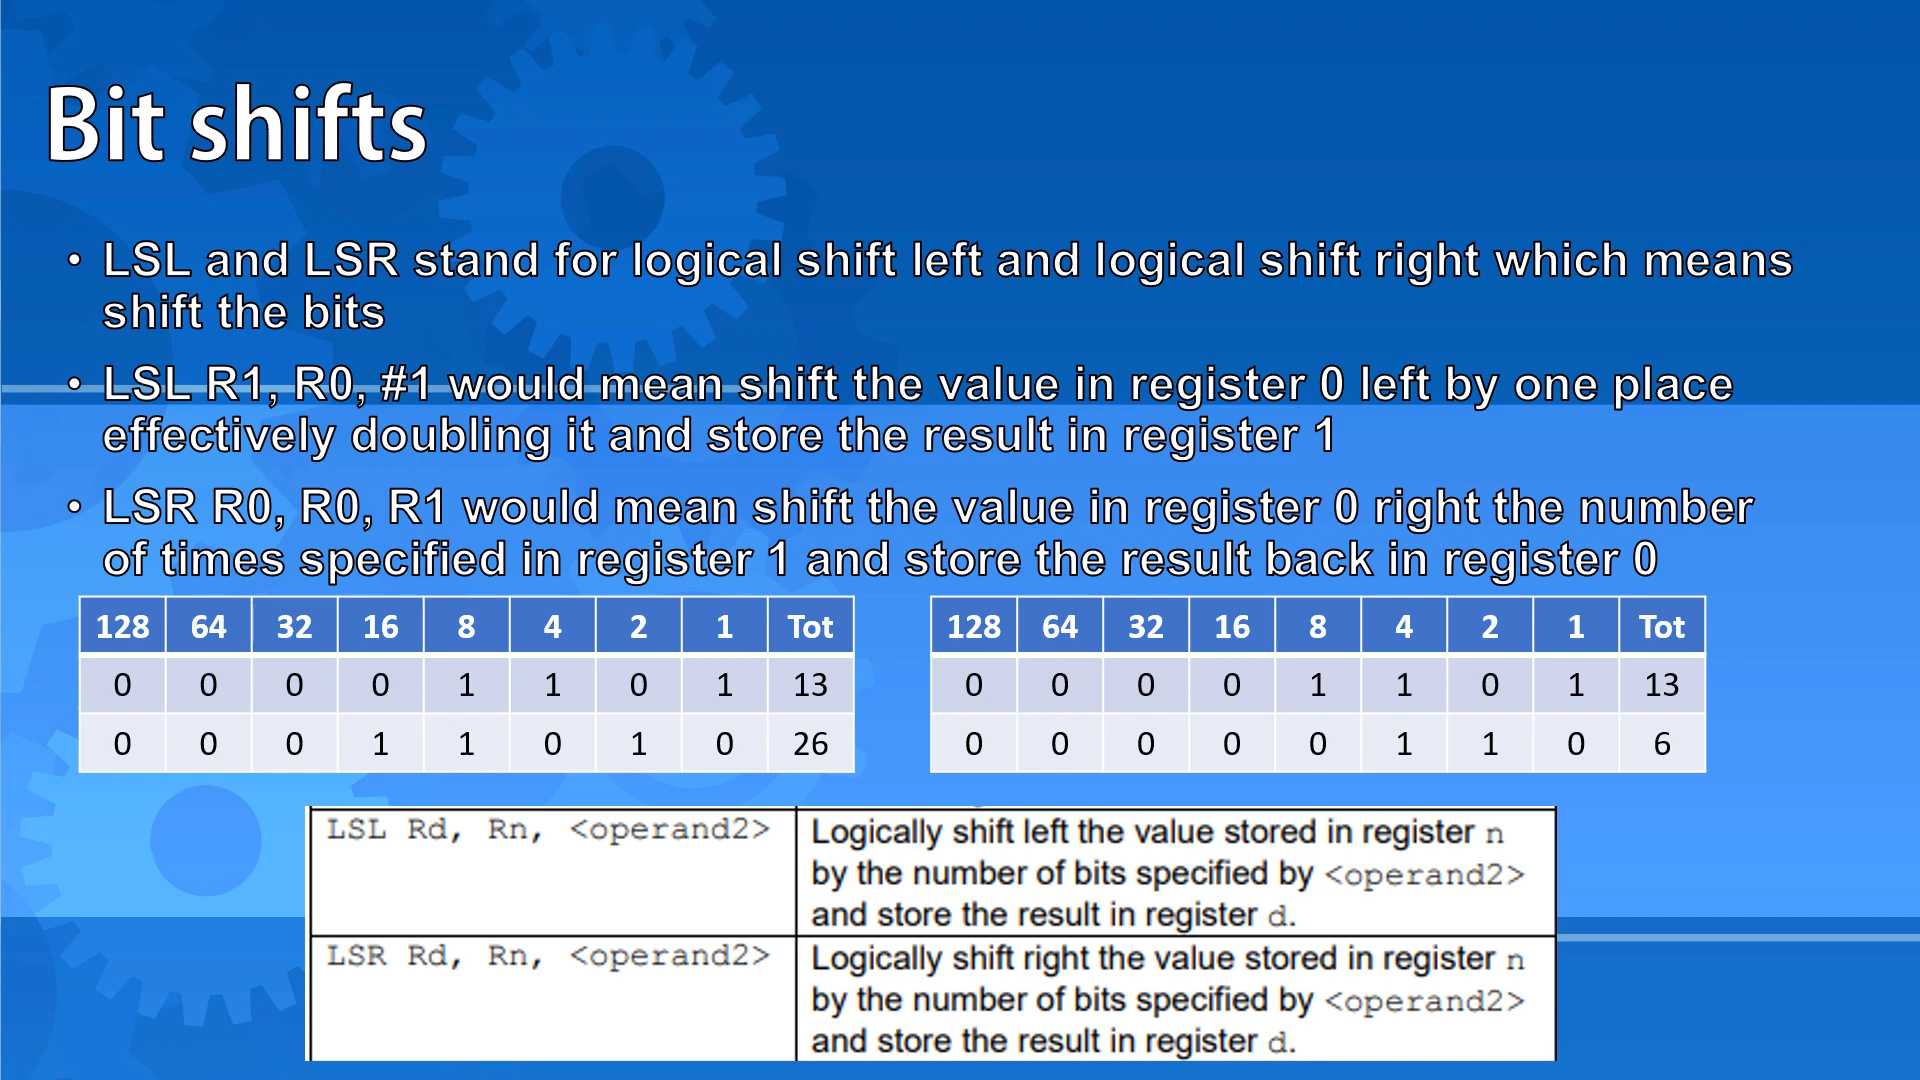 Bit shifts
• LSL and LSR stand for logical shift left and logical shift right which means
shift the bits
• LSL R1, R0, #1 would mean shift the value in register 0 left by one place
effectively doubling it and store the result in register 1
• LSR R0, R0, R1 would mean shift the value in register 0 right the number
of times specified in register 1 and store the result back in register 0
128 64 32 16 8 4 2 1 Tot
0 0 0 0 1 1 0 1 13
0 0 0 1 1 0 1 0 26
128 64 32 16 8 4 2 1 Tot
0 0 0 0 1 1 0 1 13
0 0 0 0 0 1 1 0 6
LSL Rd, Rn, <operand2>
Logically shift left the value stored in register n
by the number of bits specified by <operand2>
and store the result in register d.
LSR Rd, Rn, <operand2>
Logically shift right the value stored in register n
by the number of bits specified by <operand2>
and store the result in register d.